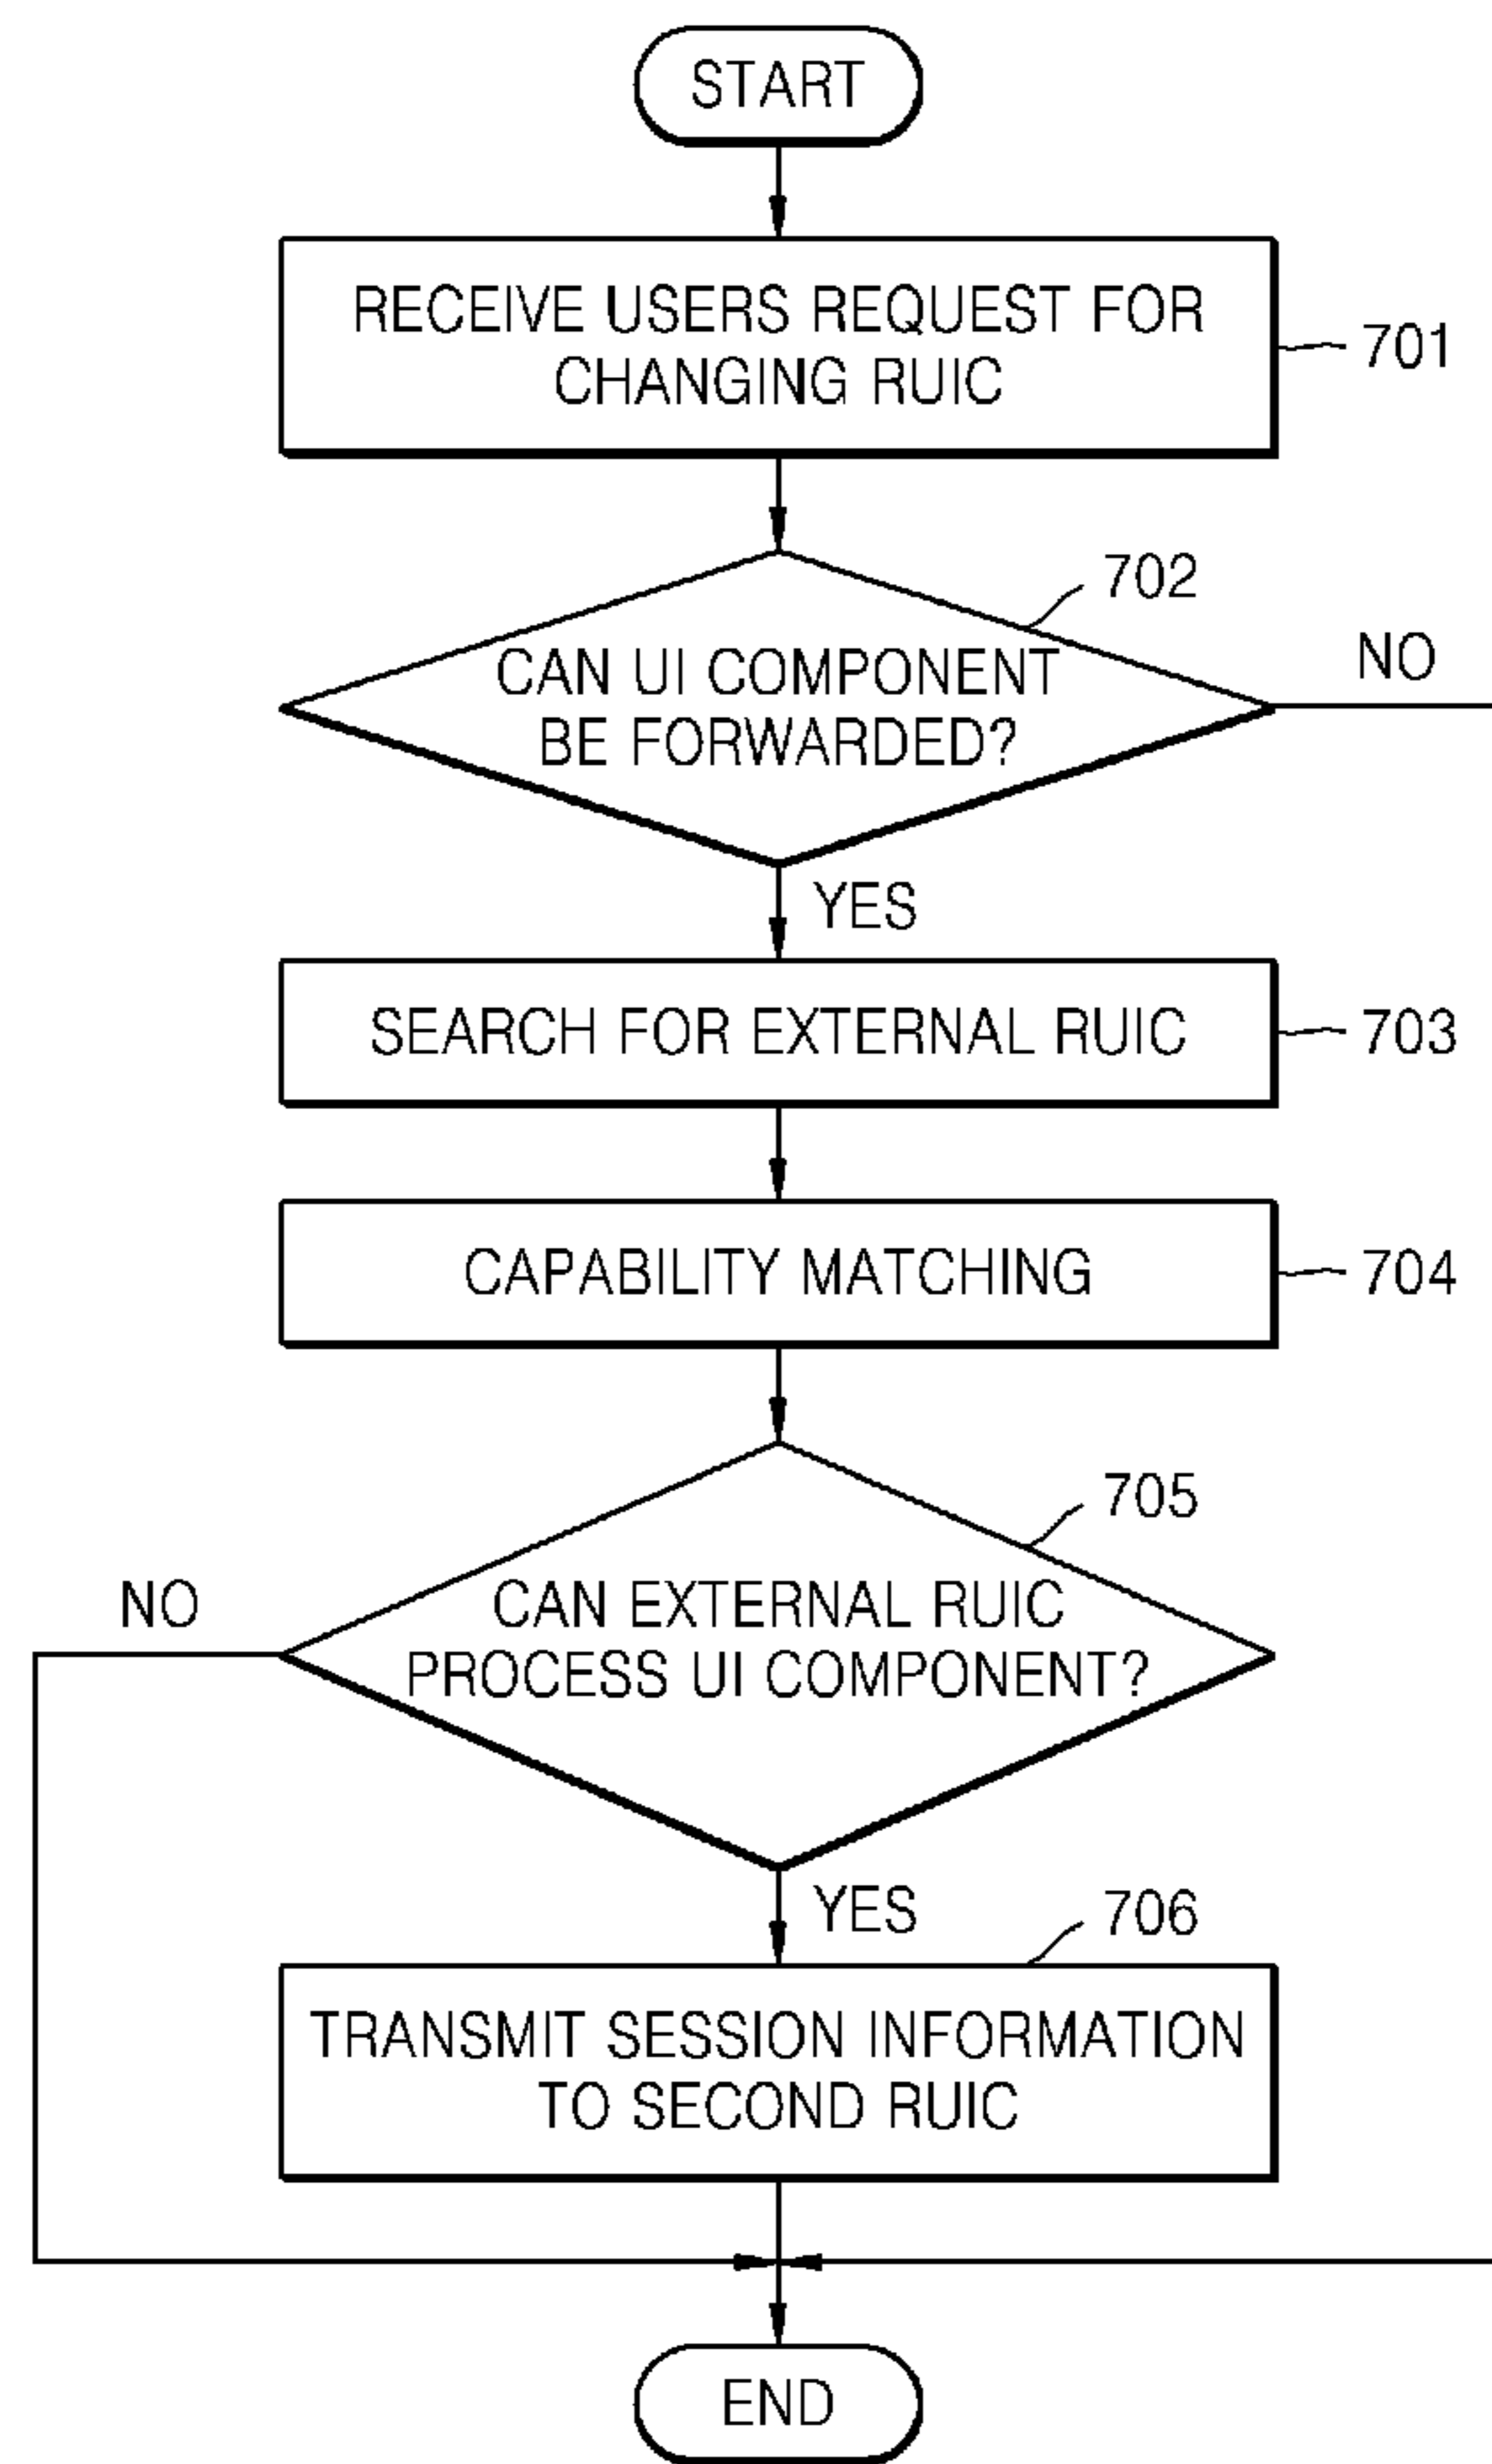 START
RECEIVE USERS REQUEST FOR
CHANGING RUIC
701
702
CAN UI COMPONENT
BE FORWARDED?
NO
YES
SEARCH FOR EXTERNAL RUIC
703
CAPABILITY MATCHING
704
705
NO
CAN EXTERNAL RUIC
PROCESS UI COMPONENT?
YES
706
TRANSMIT SESSION INFORMATION
TO SECOND RUIC
END